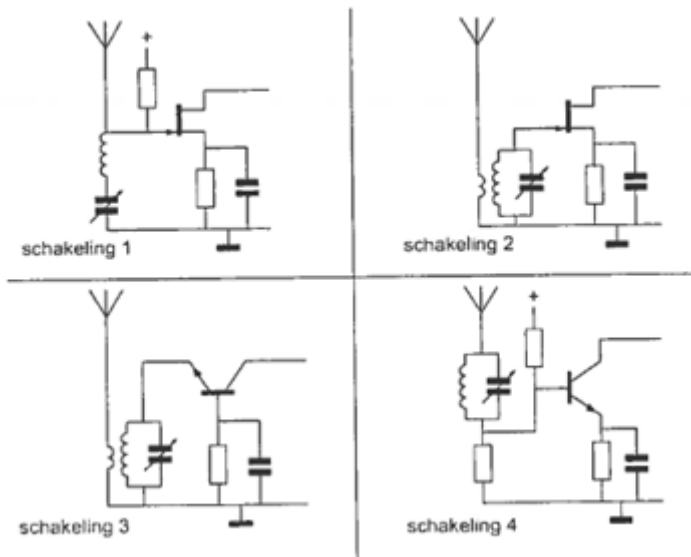 +
schakeling 1
schakeling 2
schakeling 3
+
schakeling 4